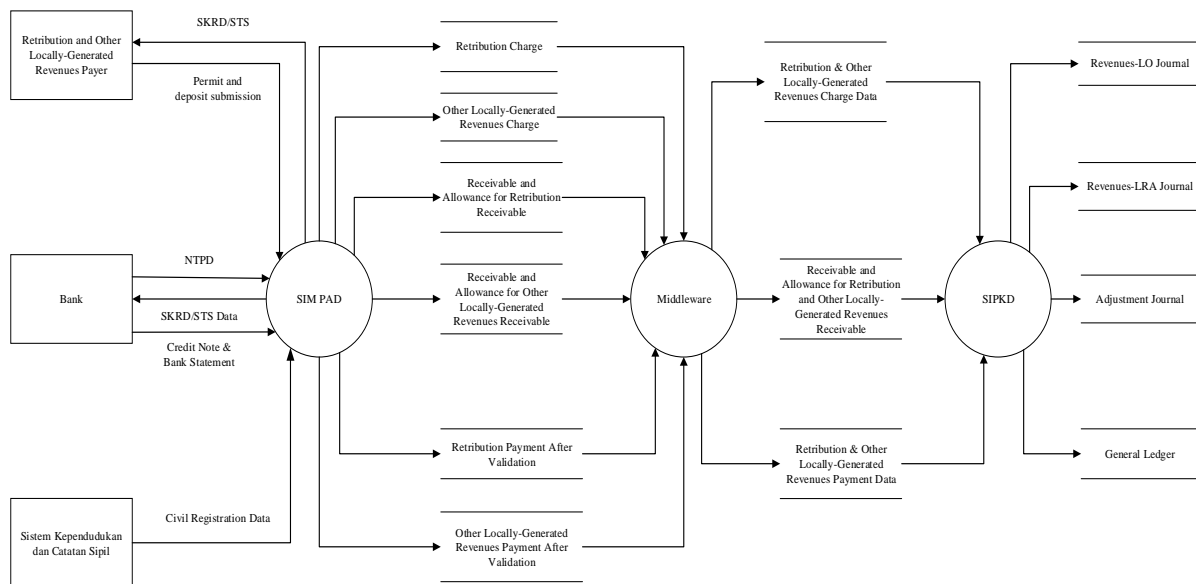 SKRD/STS
Retribution and Other
Locally-Generated
Revenues Payer
Permit and
deposit submission
Bank
NTPD
SKRD/STS Data
Credit Note &
Bank Statement
Sistem Kependudukan
dan Catatan Sipil
Civil Registration Data
SIM PAD
Retribution Charge
Other Locally-Generated
Revenues Charge
Receivable and
Allowance for Retribution
Receivable
Receivable and
Allowance for Other
Locally-Generated
Revenues Receivable
Retribution Payment After
Validation
Other Locally-Generated
Revenues Payment After
Validation
Middleware
Retribution & Other
Locally-Generated
Revenues Charge Data
Receivable and
Allowance for Retribution
and Other Locally-
Generated Revenues
Receivable
Retribution & Other
Locally-Generated
Revenues Payment Data
SIPKD
Revenues-LO Journal
Revenues-LRA Journal
Adjustment Journal
General Ledger